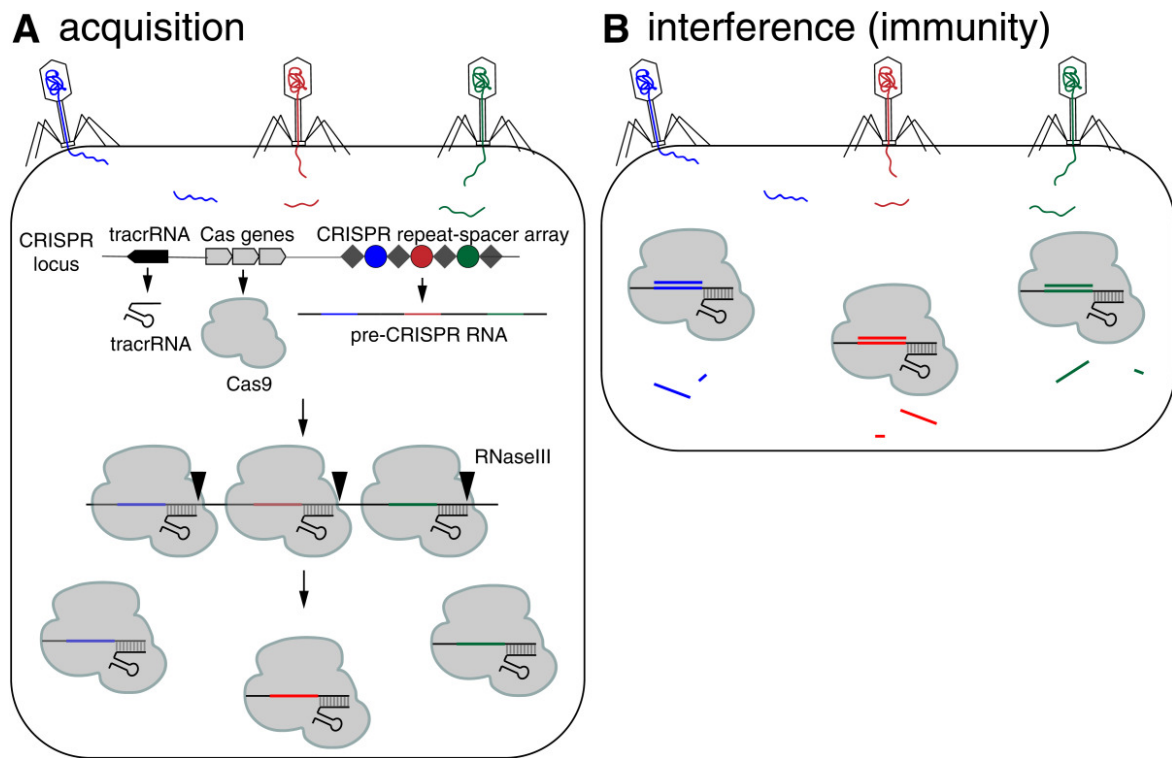 A acquisition
B interference (immunity)
CRISPR
locus
tracrRNA
Cas genes
CRISPR repeat-spacer array
tracrRNA
Cas9
pre-CRISPR RNA
RNaseIII